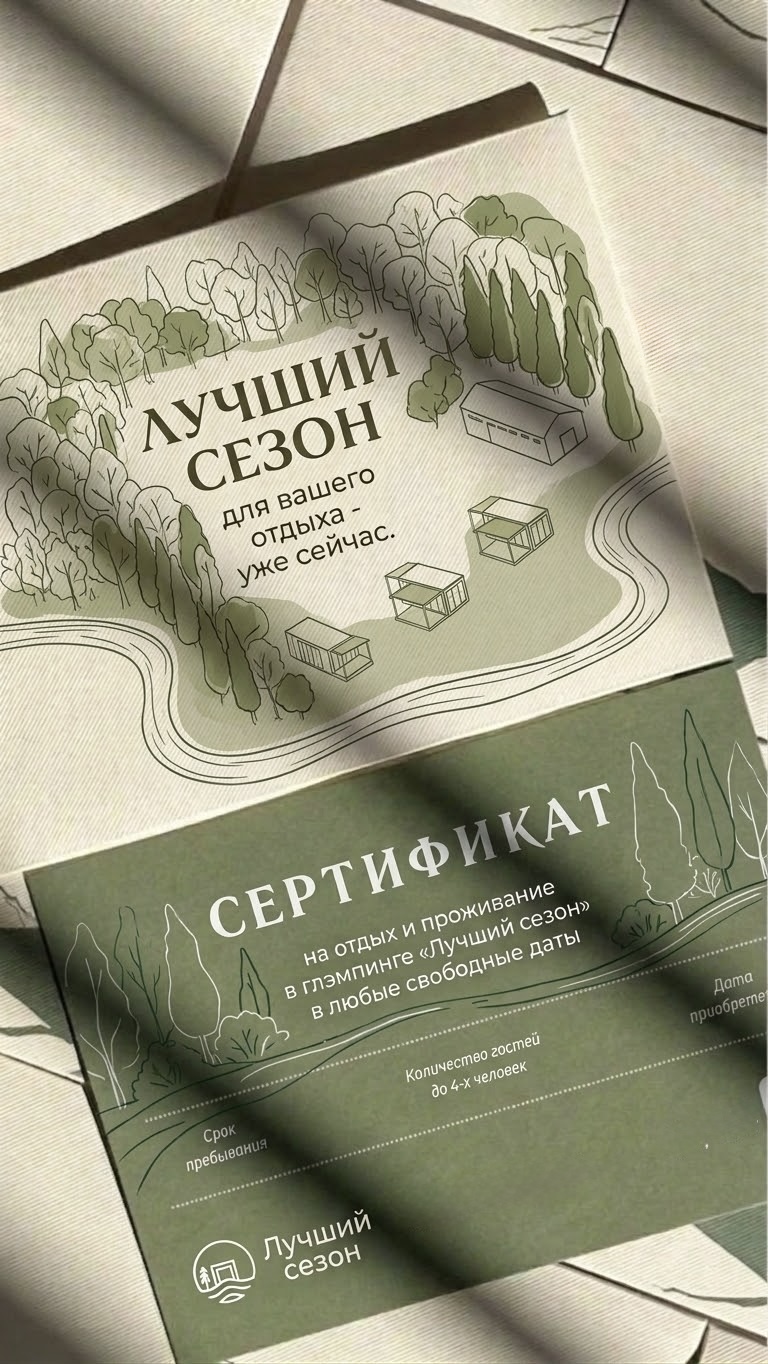 ЛУЧШИЙ
СЕЗОН
для вашего
отдыха -
уже сейчас.
СЕРТИФИКАТ
на отдых и проживание
в глэмпинге «Лучший сезон»
в любые свободные даты
Дата
Количество гостей
до 4-х человек
Срок
пребывания
Лучший
сезон